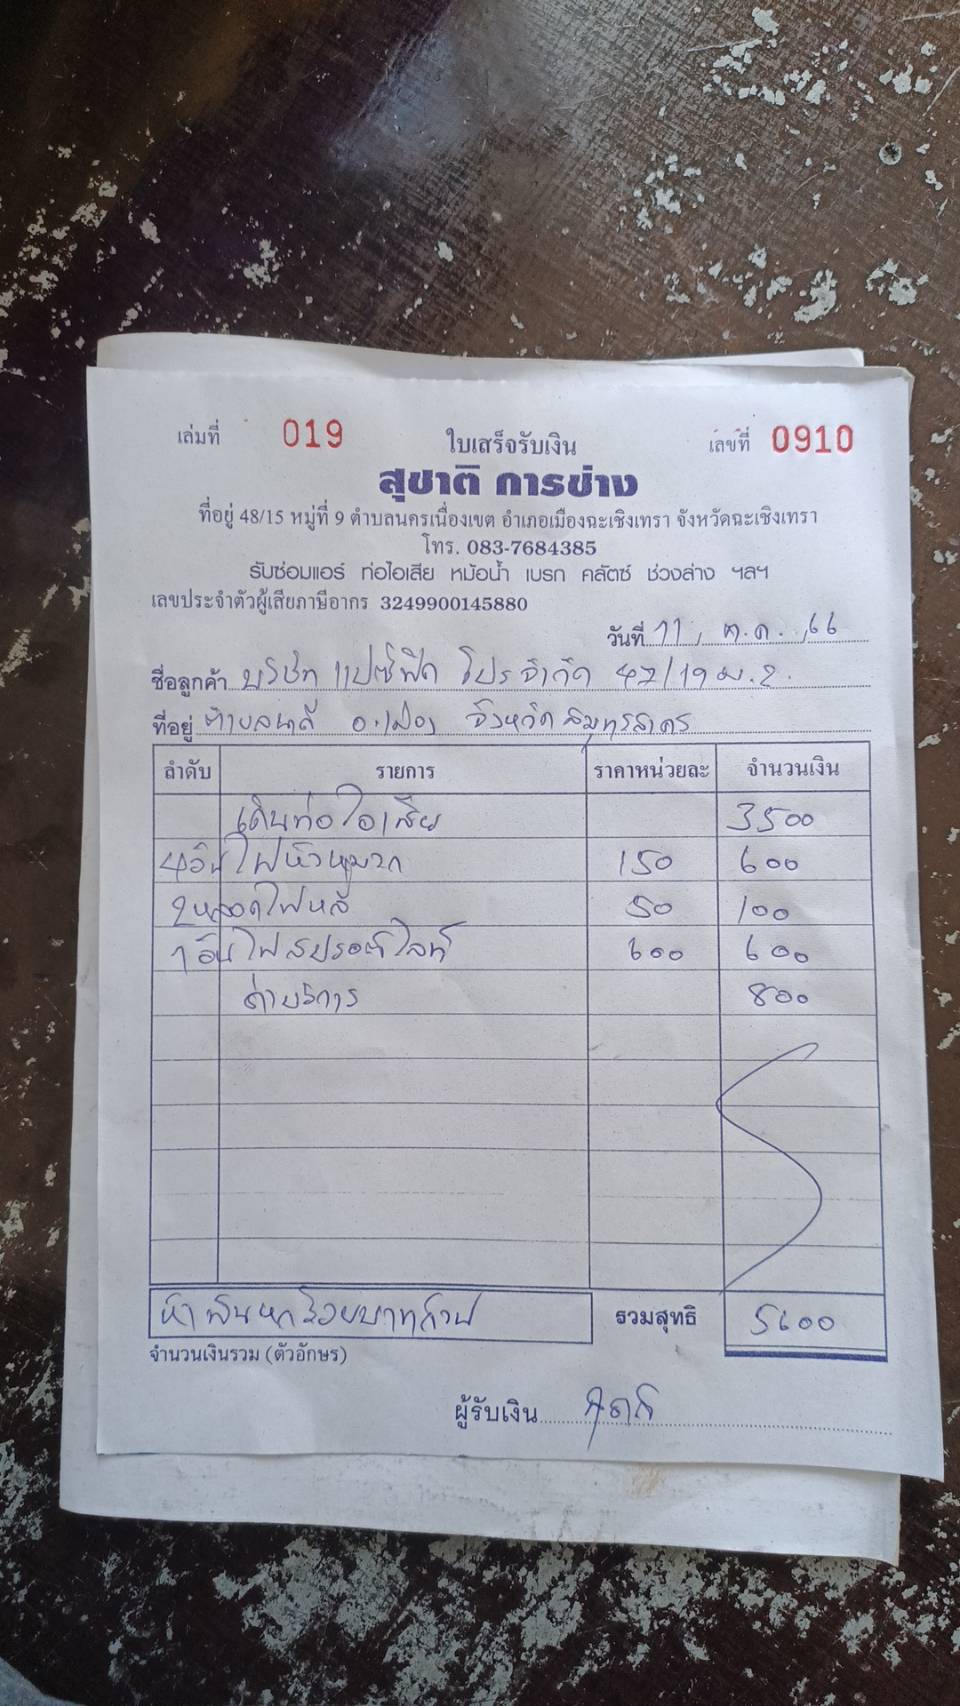 เล่มที่ 019 ใบเสร็จรับเงิน เลขที่ 0910
สุชาติ การช่าง
ที่อยู่ 48/15 หมู่ที่ 9 ตำบลนครเนื่องเขต อำเภอเมืองฉะเชิงเทรา จังหวัดฉะเชิงเทรา
โทร. 083-7684385
รับซ่อมแอร์ ท่อไอเสีย หม้อน้ำ เบรก คลัตซ์ ช่วงล่าง ฯลฯ
เลขประจำตัวผู้เสียภาษีอากร 3249900145880
วันที่ 11, ต.ค. ,66
ชื่อลูกค้า บริษัท แปซิฟิค โปร จำกัด 47/19 ม.2.
ที่อยู่ ตำบลนาดี อ.เมือง จังหวัด สมุทรสาคร
ลำดับ รายการ ราคาหน่วยละ จำนวนเงิน
เดินท่อไอเสีย 3500
4อัน ไฟหัวหมวก 150 600
2หลอดไฟหลัง 50 100
1อัน ไฟสปรอตไลท์ 600 600
ค่าบริการ 800
ห้าพันหกร้อยบาทถ้วน รวมสุทธิ 5600
จำนวนเงินรวม (ตัวอักษร)
ผู้รับเงิน